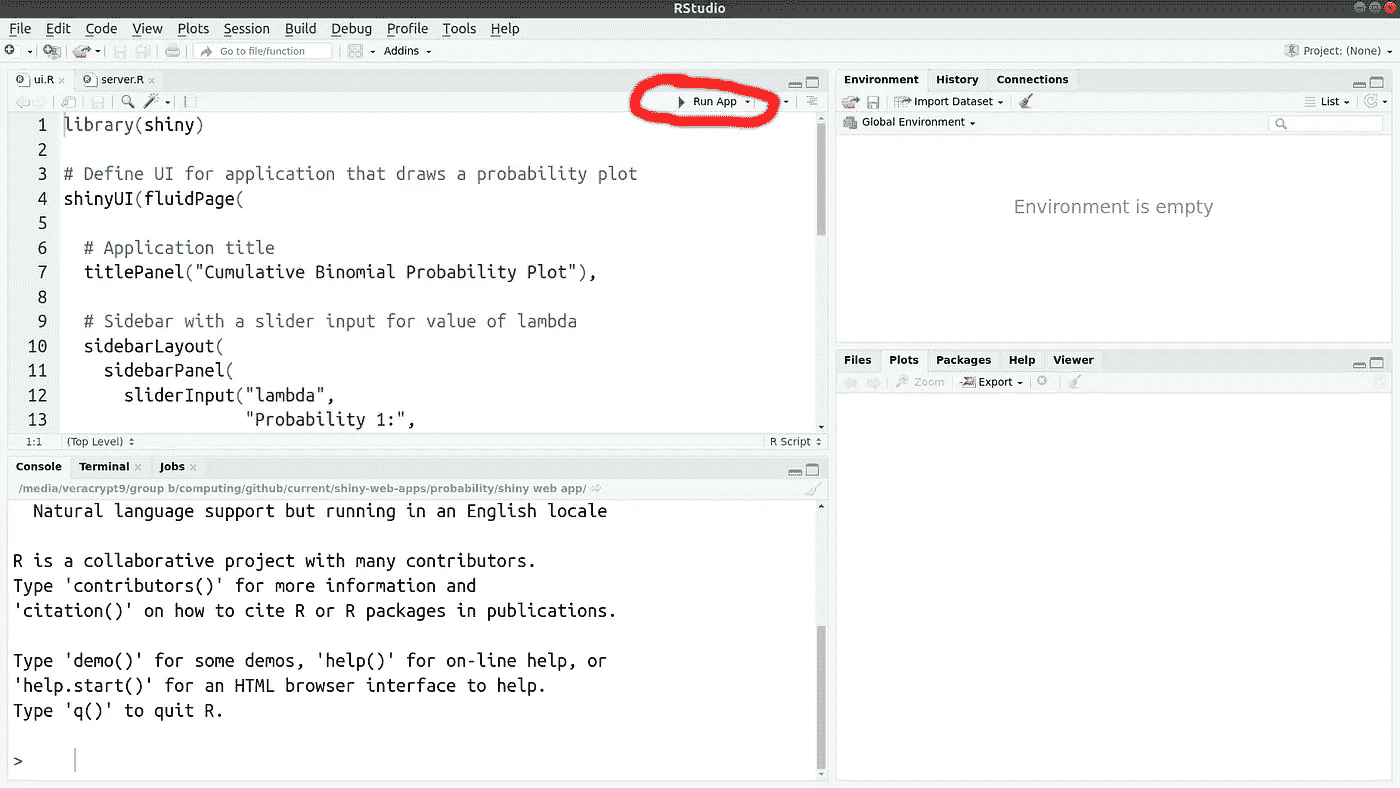 RStudio
File Edit Code View Plots Session Build Debug Profile Tools Help
Go to file/function Addins Project: (None)
ui.R server.R
Run App
1 library(shiny)
2
3 # Define UI for application that draws a probability plot
4 shinyUI(fluidPage(
5
6 # Application title
7 titlePanel("Cumulative Binomial Probability Plot"),
8
9 # Sidebar with a slider input for value of lambda
10 sidebarLayout(
11 sidebarPanel(
12 sliderInput("lambda",
13 "Probability 1:",
1:1 (Top Level) R Script
Console Terminal Jobs
/media/veracrypt9/group b/computing/github/current/shiny-web-apps/probability/shiny web app/
Natural language support but running in an English locale
R is a collaborative project with many contributors.
Type 'contributors()' for more information and
'citation()' on how to cite R or R packages in publications.
Type 'demo()' for some demos, 'help()' for on-line help, or
'help.start()' for an HTML browser interface to help.
Type 'q()' to quit R.
>
Environment History Connections
Import Dataset List
Global Environment
Environment is empty
Files Plots Packages Help Viewer
Zoom Export